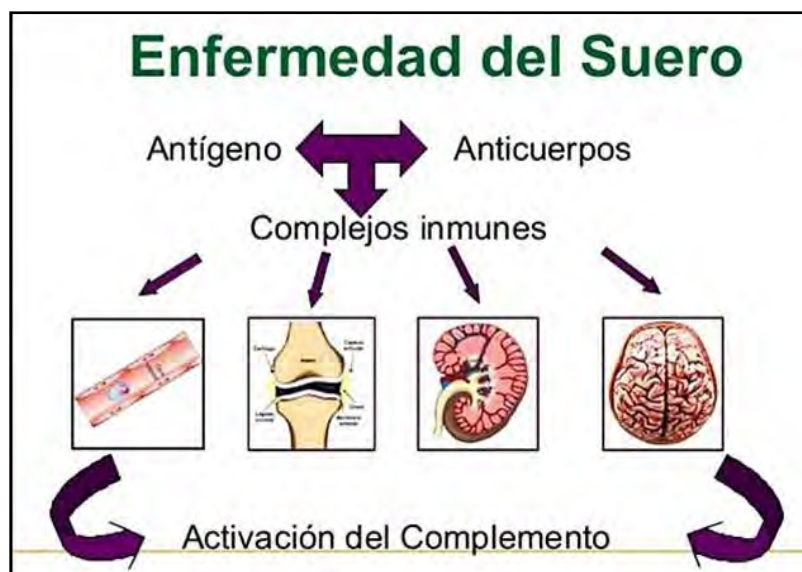 Enfermedad del Suero
Antígeno
Anticuerpos
Complejos inmunes
Activación del Complemento